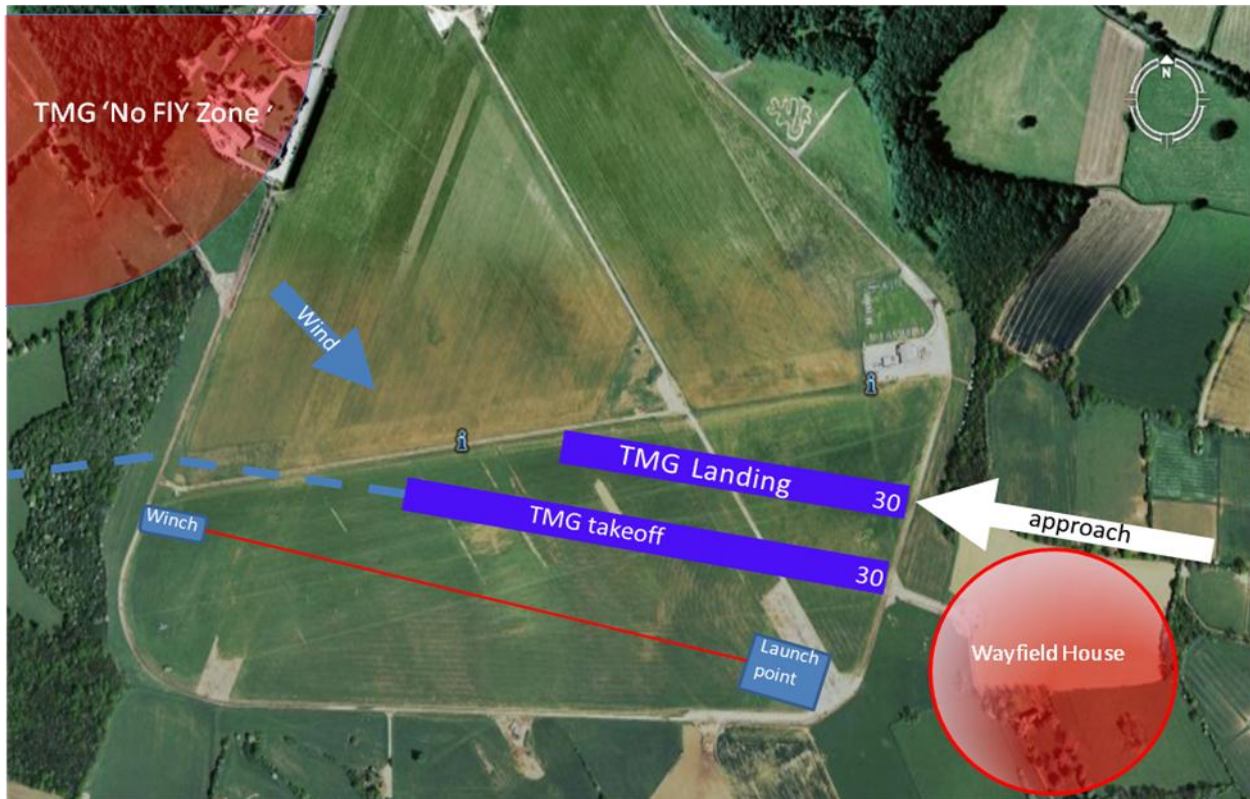 TMG 'No FlY Zone '
N
Wind
TMG Landing
30
approach
TMG takeoff
30
Winch
Launch
point
Wayfield House